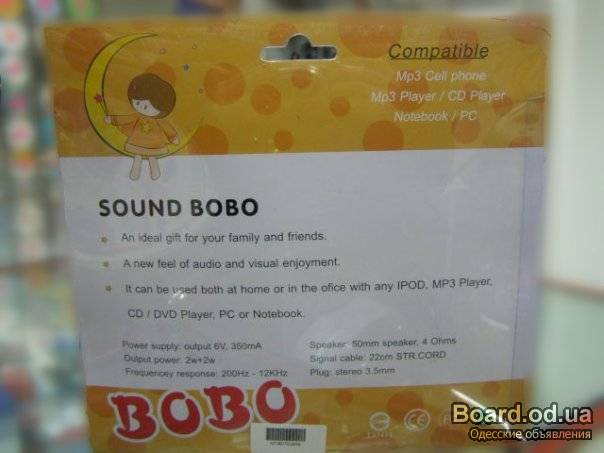 Compatible
Mp3 Cell phone
Mp3 Player / CD Player
Notebook / PC
SOUND BOBO
An ideal gift for your family and friends.
A new feel of audio and visual enjoyment.
It can be used both at home or in the ofice with any IPOD, MP3 Player,
CD / DVD Player, PC or Notebook.
Power supply: output 6V, 350mA
Output power: 2w+2w
Frequencey response: 200Hz - 12KHz
Speaker: 50mm speaker, 4 Ohms
Signal cable: 22cm STR.CORD
Plug: stereo 3.5mm
BOBO
CE
Board.od.ua
Одесские объявления